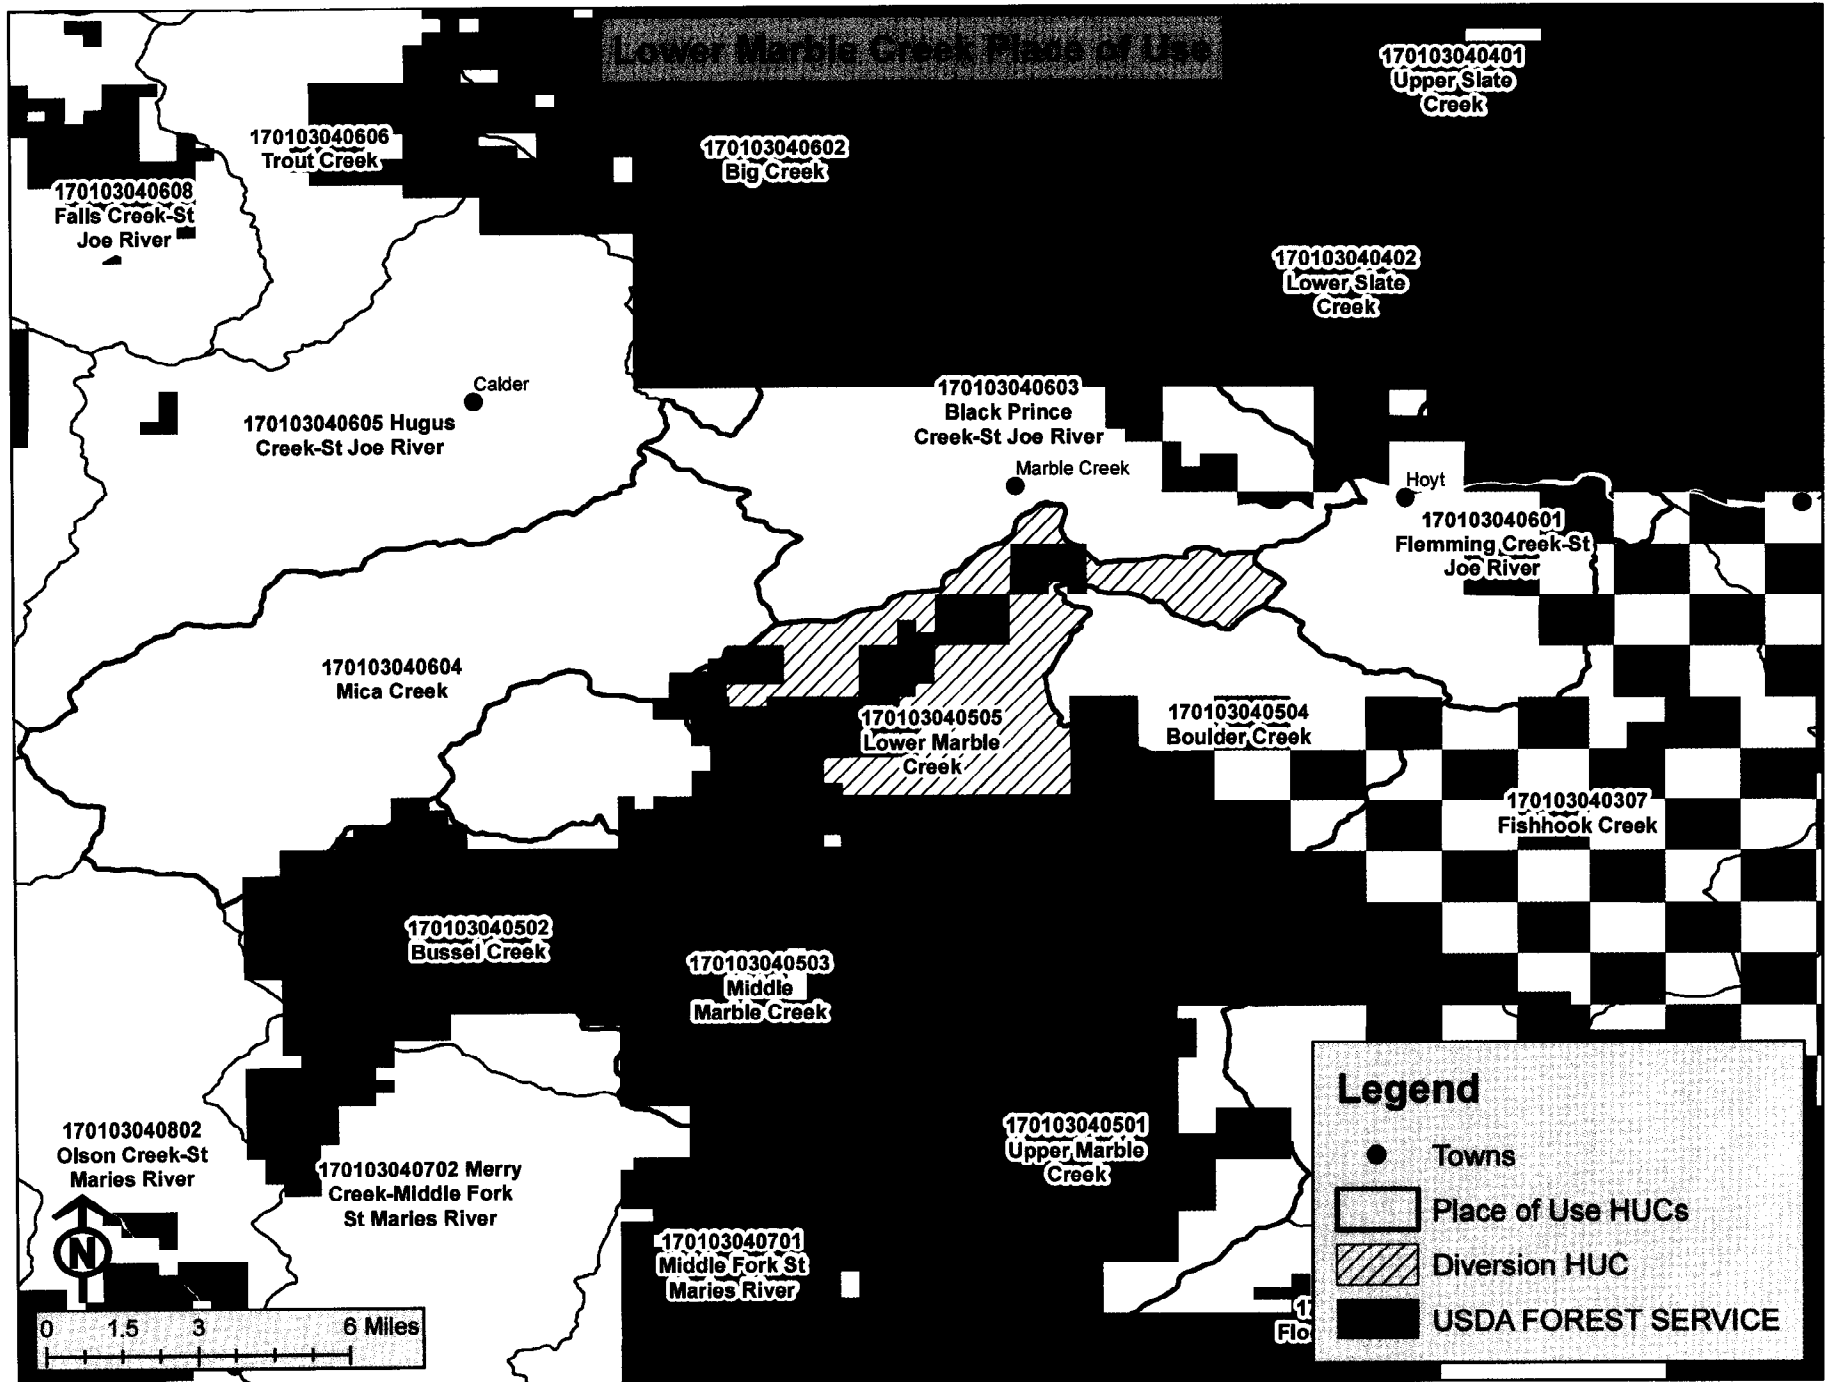 Lower Marble Creek Place of Use
170103040401
Upper Slate
Creek
170103040606
Trout Creek
170103040602
Big Creek
170103040608
Falls Creek-St
Joe River
170103040402
Lower Slate
Creek
Calder
170103040605 Hugus
Creek-St Joe River
170103040603
Black Prince
Creek-St Joe River
Marble Creek
Hoyt
170103040601
Flemming Creek-St
Joe River
170103040604
Mica Creek
170103040505
Lower Marble
Creek
170103040504
Boulder Creek
170103040307
Fishhook Creek
170103040502
Bussel Creek
170103040503
Middle
Marble Creek
170103040802
Olson Creek-St
Maries River
170103040702 Merry
Creek-Middle Fork
St Maries River
170103040501
Upper Marble
Creek
170103040701
Middle Fork St
Maries River
17
Flo
N
0 1.5 3 6 Miles
Legend
Towns
Place of Use HUCs
Diversion HUC
USDA FOREST SERVICE